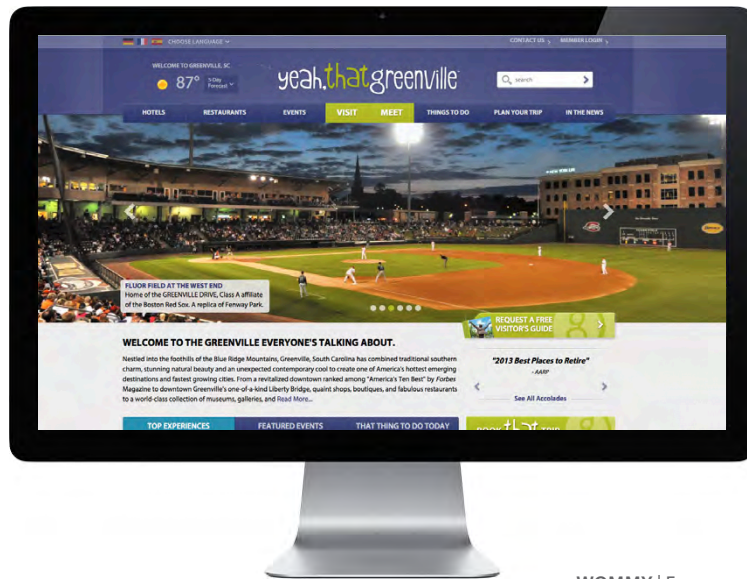 CHOOSE LANGUAGE
CONTACT US
MEMBER LOGIN
WELCOME TO GREENVILLE, SC
87° 5 Day Forecast
yeah, that greenville
search
HOTELS RESTAURANTS EVENTS VISIT MEET THINGS TO DO PLAN YOUR TRIP IN THE NEWS
FLUOR FIELD AT THE WEST END
Home of the GREENVILLE DRIVE, Class A affiliate
of the Boston Red Sox. A replica of Fenway Park.
REQUEST A FREE
VISITOR'S GUIDE
WELCOME TO THE GREENVILLE EVERYONE'S TALKING ABOUT.
Nestled into the foothills of the Blue Ridge Mountains, Greenville, South Carolina has combined traditional southern
charm, stunning natural beauty and an unexpected contemporary cool to create one of America's hottest emerging
destinations and fastest growing cities. From a revitalized downtown ranked among "America's Ten Best" by Forbes
Magazine to downtown Greenville's one-of-a-kind Liberty Bridge, quaint shops, boutiques, and fabulous restaurants
to a world-class collection of museums, galleries, and Read More...
"2013 Best Places to Retire"
- AARP
See All Accolades
TOP EXPERIENCES FEATURED EVENTS THAT THING TO DO TODAY
BOOK that TRIP